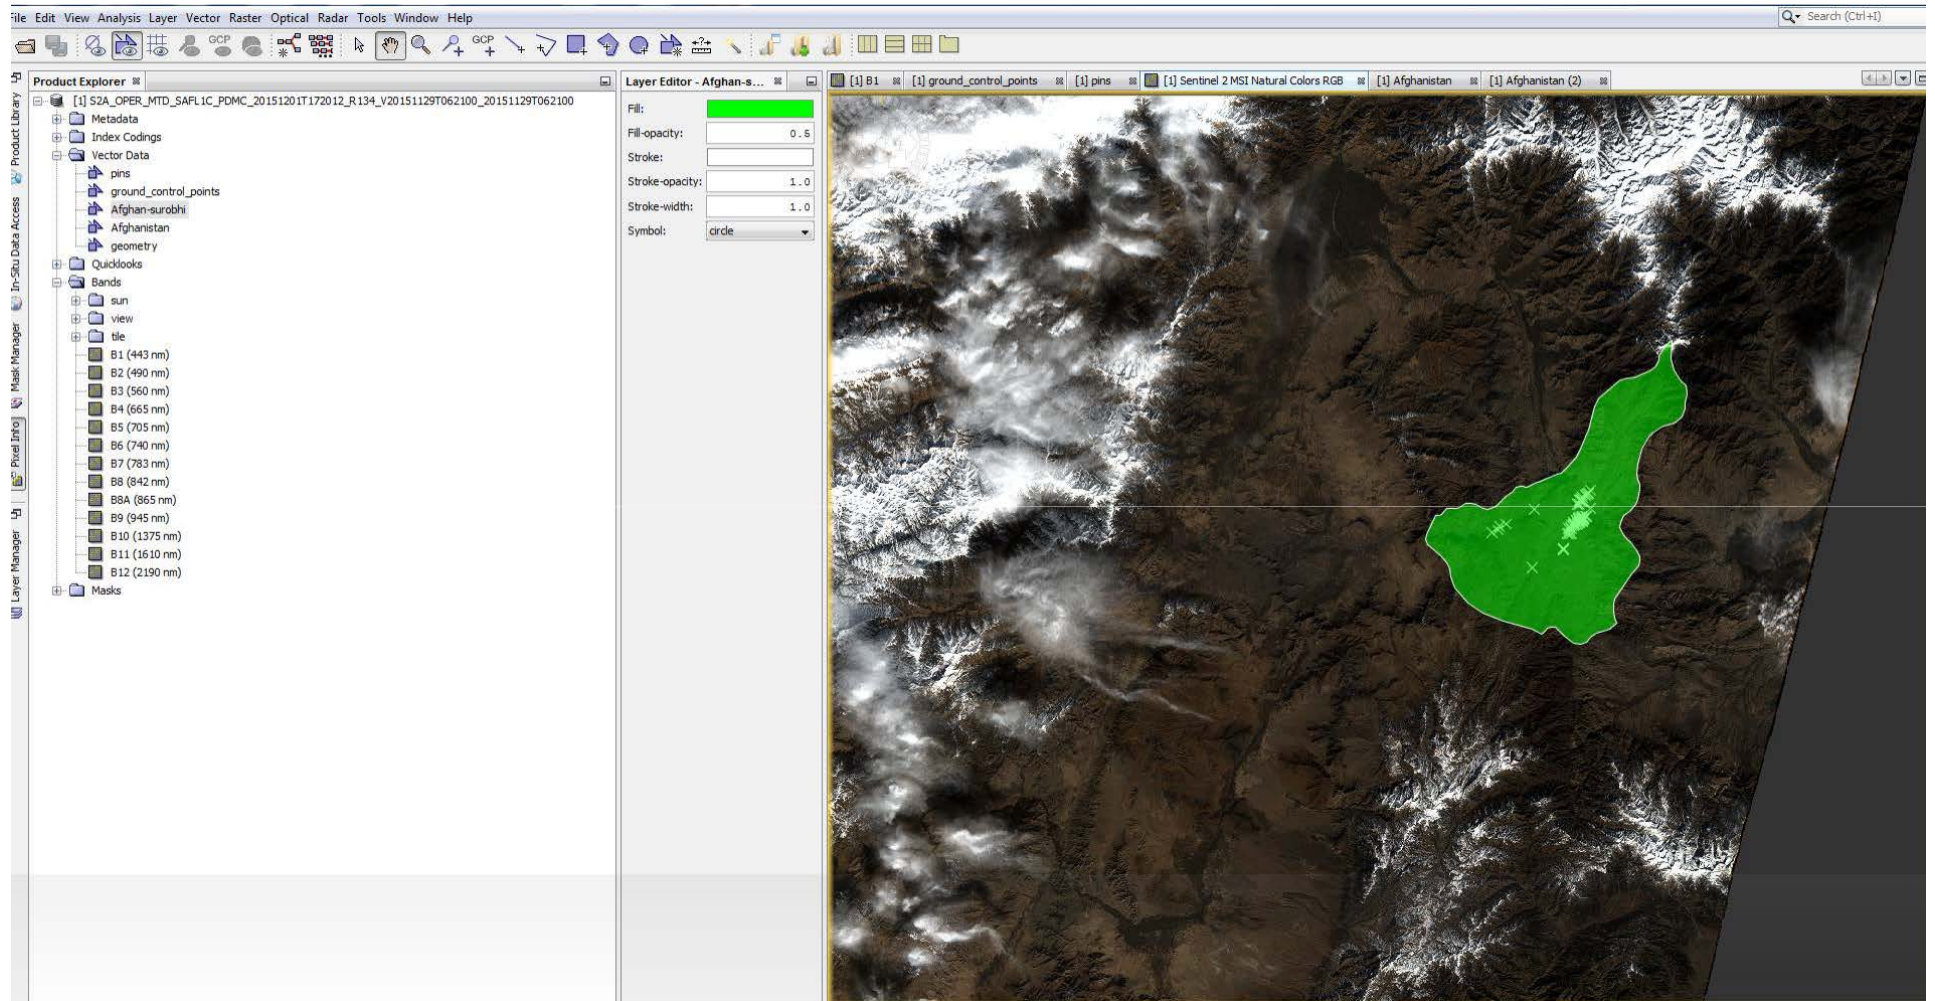 File Edit View Analysis Layer Vector Raster Optical Radar Tools Window Help
Search (Ctrl+I)
GCP
GCP
Product Explorer
Layer Editor - Afghan-s...
[1] B1
[1] ground_control_points
[1] pins
[1] Sentinel 2 MSI Natural Colors RGB
[1] Afghanistan
[1] Afghanistan (2)
[1] S2A_OPER_MTD_SAFL1C_PDMC_20151201T172012_R134_V20151129T062100_20151129T062100
Metadata
Index Codings
Vector Data
pins
ground_control_points
Afghan-surobhi
Afghanistan
geometry
Quicklooks
Bands
sun
view
tile
B1 (443 nm)
B2 (490 nm)
B3 (560 nm)
B4 (665 nm)
B5 (705 nm)
B6 (740 nm)
B7 (783 nm)
B8 (842 nm)
B8A (865 nm)
B9 (945 nm)
B10 (1375 nm)
B11 (1610 nm)
B12 (2190 nm)
Masks
Fill:
Fill-opacity: 0.5
Stroke:
Stroke-opacity: 1.0
Stroke-width: 1.0
Symbol: circle
Product Library
In-Situ Data Access
Mask Manager
Pixel Info
Layer Manager